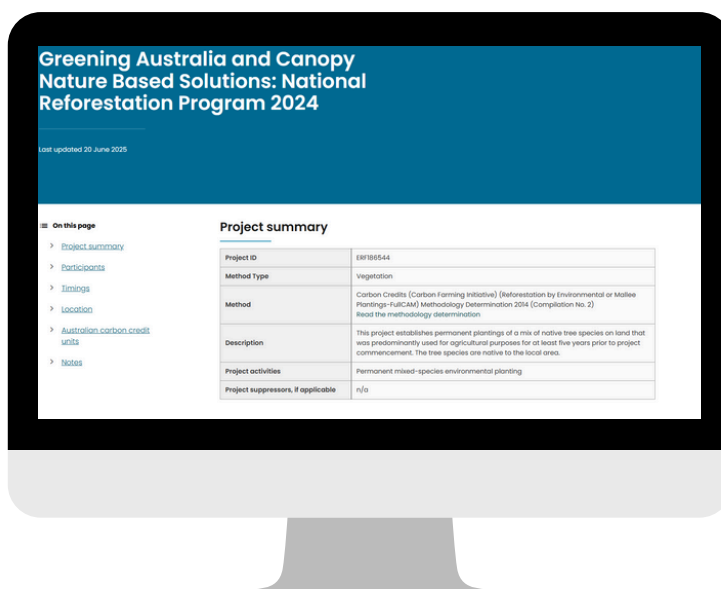 Greening Australia and Canopy
Nature Based Solutions: National
Reforestation Program 2024
Last updated 20 June 2025
On this page
Project summary
Participants
Timings
Location
Australian carbon credit
units
Notes
Project summary
Project ID
ERF186544
Method Type
Vegetation
Method
Carbon Credits (Carbon Farming Initiative) (Reforestation by Environmental or Mallee
Plantings-FullCAM) Methodology Determination 2014 (Compilation No. 2)
Read the methodology determination
Description
This project establishes permanent plantings of a mix of native tree species on land that
was predominantly used for agricultural purposes for at least five years prior to project
commencement. The tree species are native to the local area.
Project activities
Permanent mixed-species environmental planting
Project suppressors, if applicable
n/a